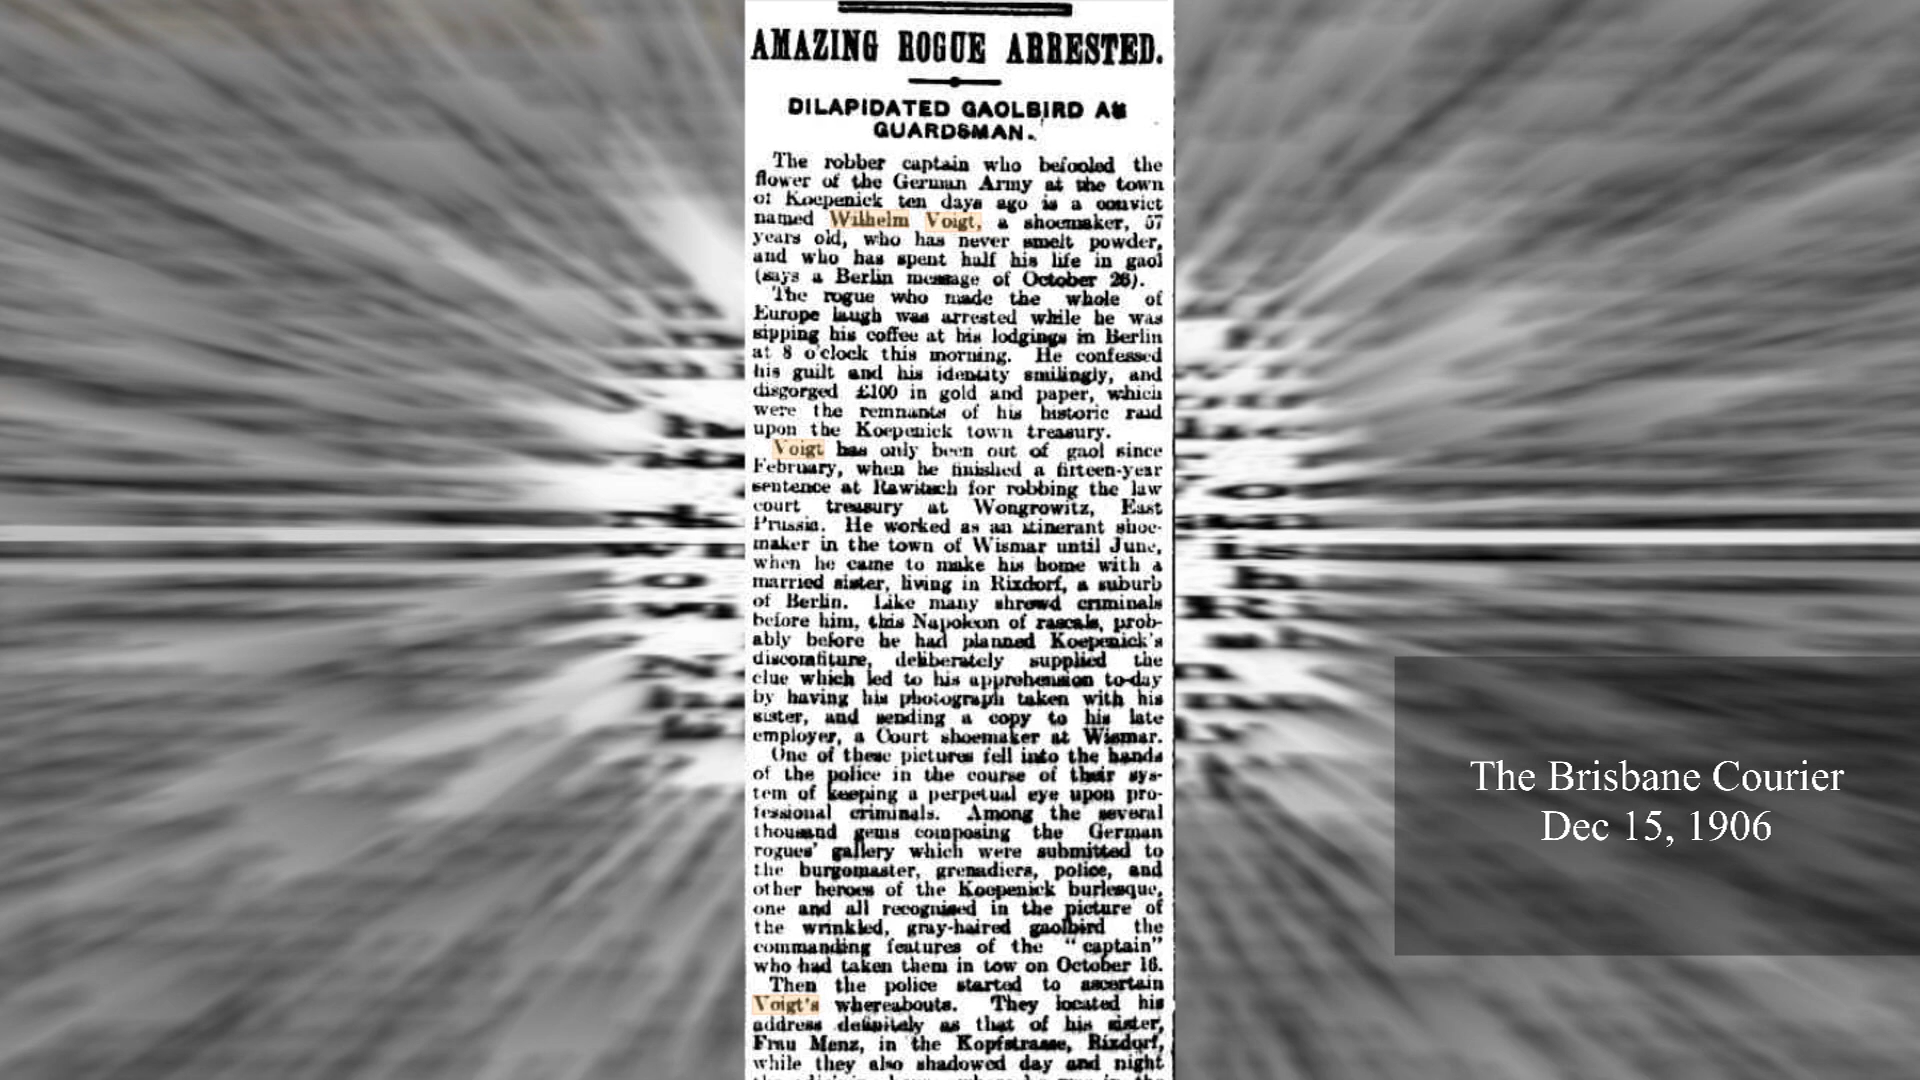 AMAZING ROGUE ARRESTED.
DILAPIDATED GAOLBIRD AS
GUARDSMAN.
The robber captain who befooled the
flower of the German Army at the town
of Koepenick ten days ago is a convict
named Wilhelm Voigt, a shoemaker, 57
years old, who has never smelt powder,
and who has spent half his life in gaol
(says a Berlin message of October 26).
The rogue who made the whole of
Europe laugh was arrested while he was
sipping his coffee at his lodgings in Berlin
at 8 o'clock this morning. He confessed
his guilt and his identity smilingly, and
disgorged £100 in gold and paper, which
were the remnants of his historic raid
upon the Koepenick town treasury.
Voigt has only been out of gaol since
February, when he finished a fifteen-year
sentence at Rawitsch for robbing the law
court treasury at Wongrowitz, East
Prussia. He worked as an itinerant shoe-
maker in the town of Wismar until June,
when he came to make his home with a
married sister, living in Rixdorf, a suburb
of Berlin. Like many shrewd criminals
before him, this Napoleon of rascals, prob-
ably before he had planned Koepenick's
discomfiture, deliberately supplied the
clue which led to his apprehension to-day
by having his photograph taken with his
sister, and sending a copy to his late
employer, a Court shoemaker at Wismar.
One of these pictures fell into the hands
of the police in the course of their sys-
tem of keeping a perpetual eye upon pro-
fessional criminals. Among the several
thousand gems composing the German
rogues' gallery which were submitted to
the burgomaster, grenadiers, police, and
other heroes of the Koepenick burlesque,
one and all recognised in the picture of
the wrinkled, gray-haired gaolbird the
commanding features of the "captain"
who had taken them in tow on October 16.
Then the police started to ascertain
Voigt's whereabouts. They located his
address definitely as that of his sister,
Frau Menz, in the Kopfstrasse, Rixdorf,
while they also shadowed day and night
The Brisbane Courier
Dec 15, 1906